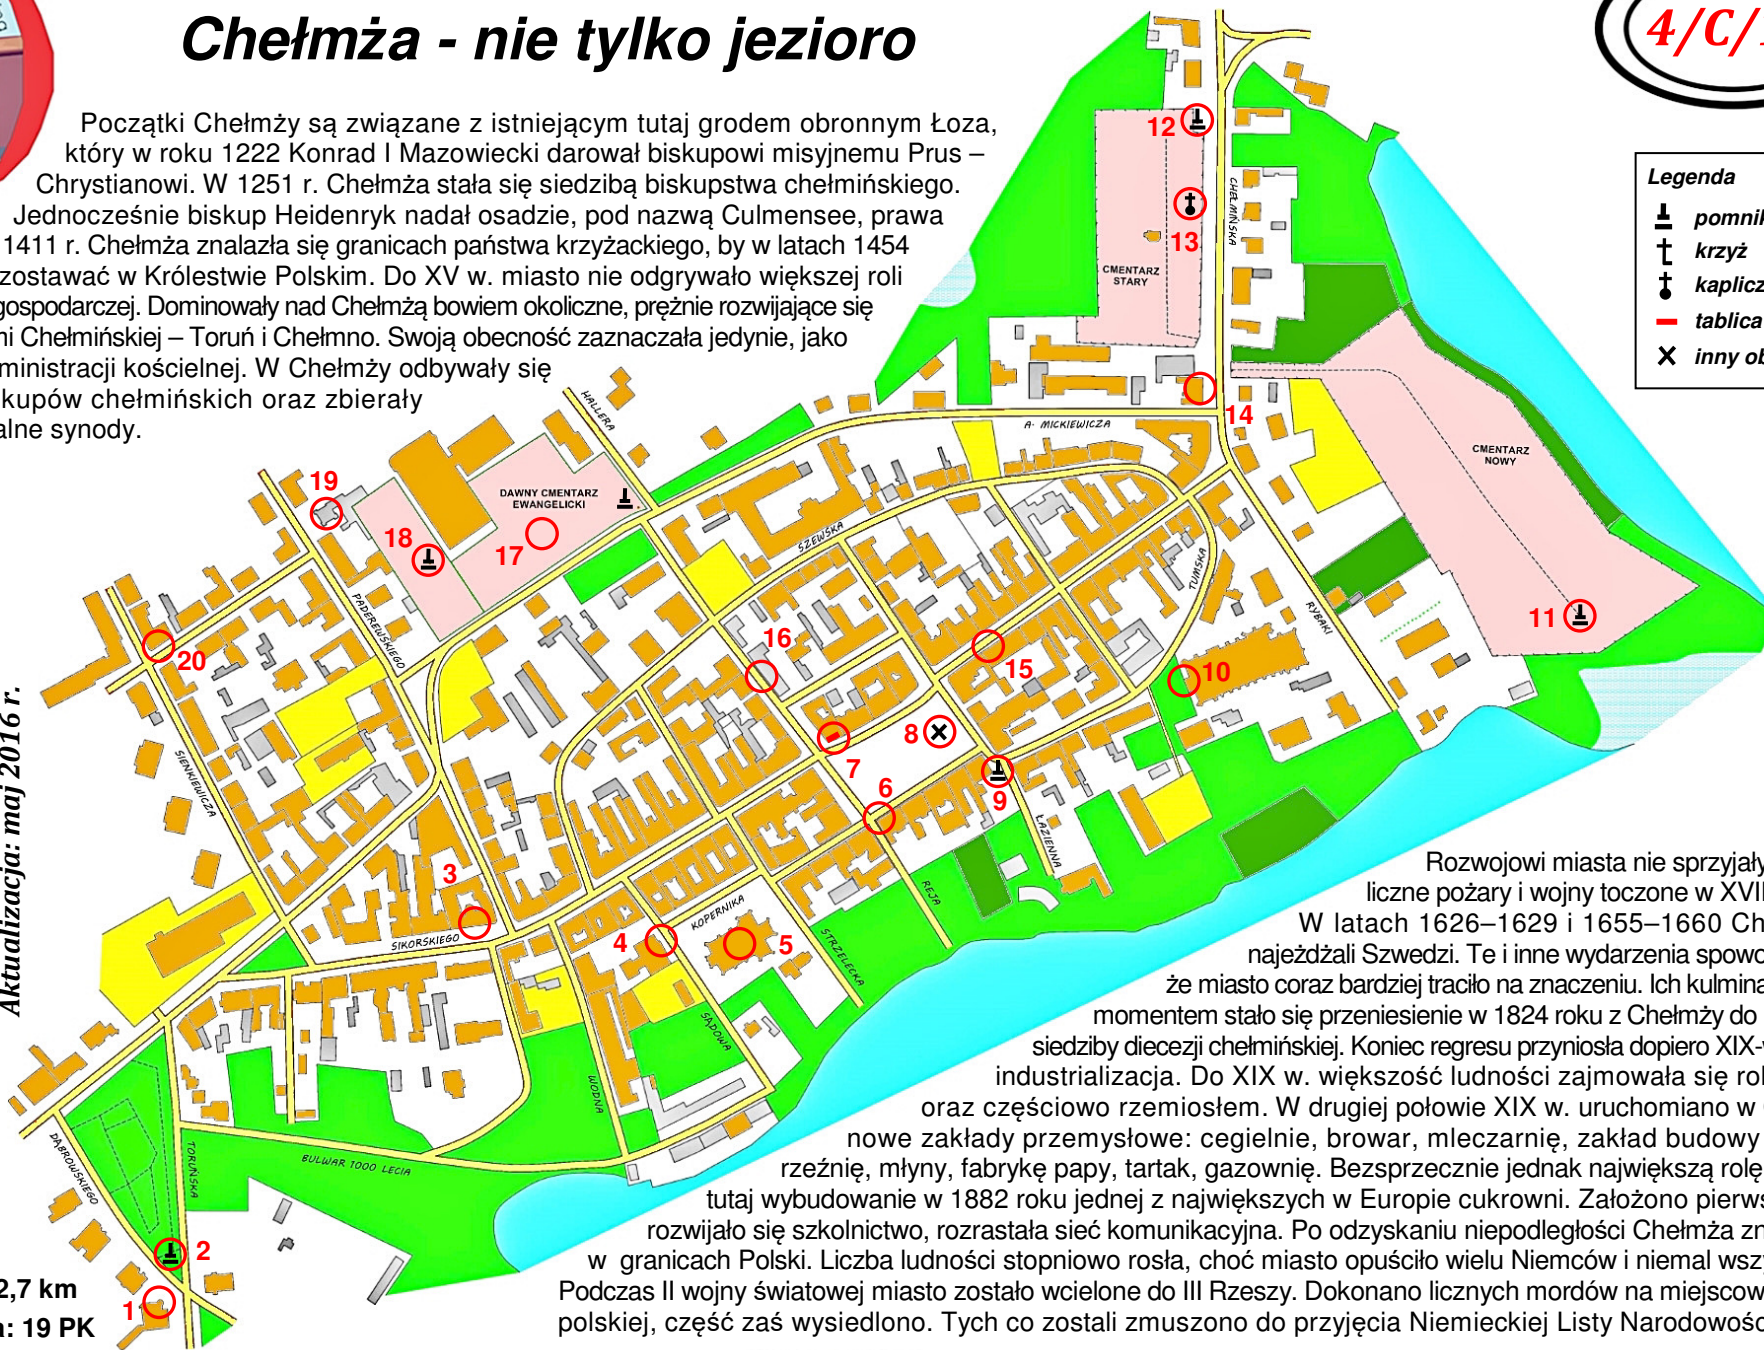 Chełmża - nie tylko jezioro
4/C/
Początki Chełmży są związane z istniejącym tutaj grodem obronnym Łoza,
który w roku 1222 Konrad I Mazowiecki darował biskupowi misyjnemu Prus –
Chrystianowi. W 1251 r. Chełmża stała się siedzibą biskupstwa chełmińskiego.
Jednocześnie biskup Heidenryk nadał osadzie, pod nazwą Culmensee, prawa
1411 r. Chełmża znalazła się granicach państwa krzyżackiego, by w latach 1454
zostawać w Królestwie Polskim. Do XV w. miasto nie odgrywało większej roli
gospodarczej. Dominowały nad Chełmżą bowiem okoliczne, prężnie rozwijające się
mi Chełmińskiej – Toruń i Chełmno. Swoją obecność zaznaczała jedynie, jako
ministracji kościelnej. W Chełmży odbywały się
kupów chełmińskich oraz zbierały
alne synody.
Legenda
pomnik
krzyż
kaplicz
tablica
inny ob
12
CHEŁMIŃSKA
13
CMENTARZ
STARY
14
HALLERA
A. MICKIEWICZA
CMENTARZ
NOWY
19
DAWNY CMENTARZ
EWANGELICKI
18
17
SZEWSKA
TUMSKA
RYBAKI
11
PADEREWSKIEGO
16
20
15
10
SIENKIEWICZA
8
7
6
9
ŁAZIENNA
3
REJA
KOPERNIKA
SIKORSKIEGO
4
5
STRZELECKA
SĄDOWA
WODNA
DĄBROWSKIEGO
TORUŃSKA
BULWAR 1000 LECIA
2
1
Aktualizacja: maj 2016 r.
2,7 km
a: 19 PK
Rozwojowi miasta nie sprzyjały
liczne pożary i wojny toczone w XVII
W latach 1626–1629 i 1655–1660 Ch
najeżdżali Szwedzi. Te i inne wydarzenia spowo
że miasto coraz bardziej traciło na znaczeniu. Ich kulmina
momentem stało się przeniesienie w 1824 roku z Chełmży do
siedziby diecezji chełmińskiej. Koniec regresu przyniosła dopiero XIX-
industrializacja. Do XIX w. większość ludności zajmowała się rol
oraz częściowo rzemiosłem. W drugiej połowie XIX w. uruchomiano w
nowe zakłady przemysłowe: cegielnie, browar, mleczarnię, zakład budowy
rzeźnię, młyny, fabrykę papy, tartak, gazownię. Bezsprzecznie jednak największą rolę
tutaj wybudowanie w 1882 roku jednej z największych w Europie cukrowni. Założono pierws
rozwijało się szkolnictwo, rozrastała sieć komunikacyjna. Po odzyskaniu niepodległości Chełmża zn
w granicach Polski. Liczba ludności stopniowo rosła, choć miasto opuściło wielu Niemców i niemal wszy
Podczas II wojny światowej miasto zostało wcielone do III Rzeszy. Dokonano licznych mordów na miejscow
polskiej, część zaś wysiedlono. Tych co zostali zmuszono do przyjęcia Niemieckiej Listy Narodowośc